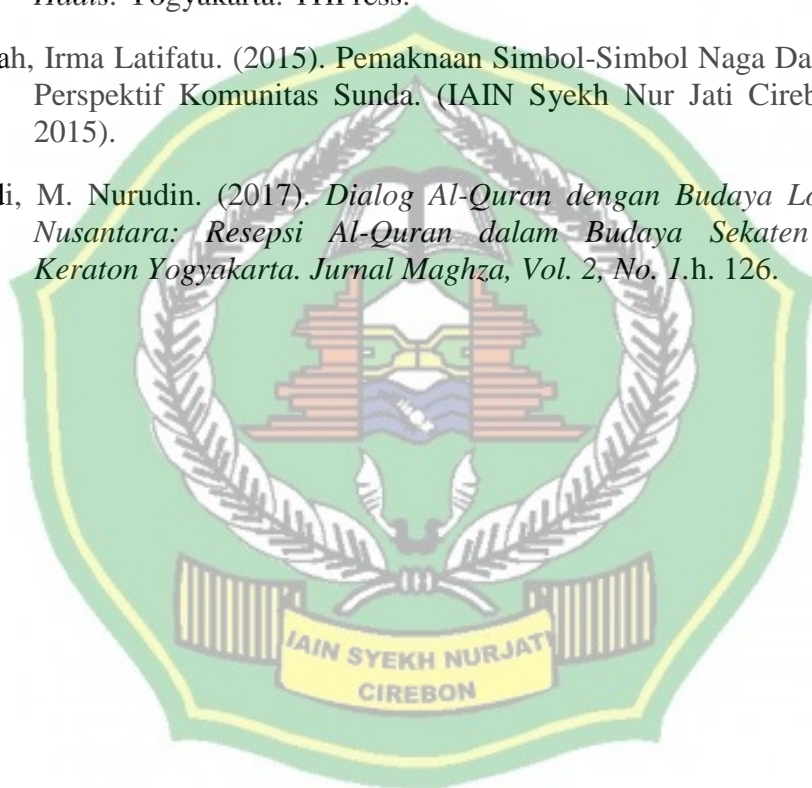 Hadis. Yogyakarta: THPress.
ah, Irma Latifatu. (2015). Pemaknaan Simbol-Simbol Naga Da
Perspektif Komunitas Sunda. (IAIN Syekh Nur Jati Cireb
2015).
di, M. Nurudin. (2017). Dialog Al-Quran dengan Budaya Lo
Nusantara: Resepsi Al-Quran dalam Budaya Sekaten
Keraton Yogyakarta. Jurnal Maghza, Vol. 2, No. 1.h. 126.
IAIN SYEKH NURJATI
CIREBON